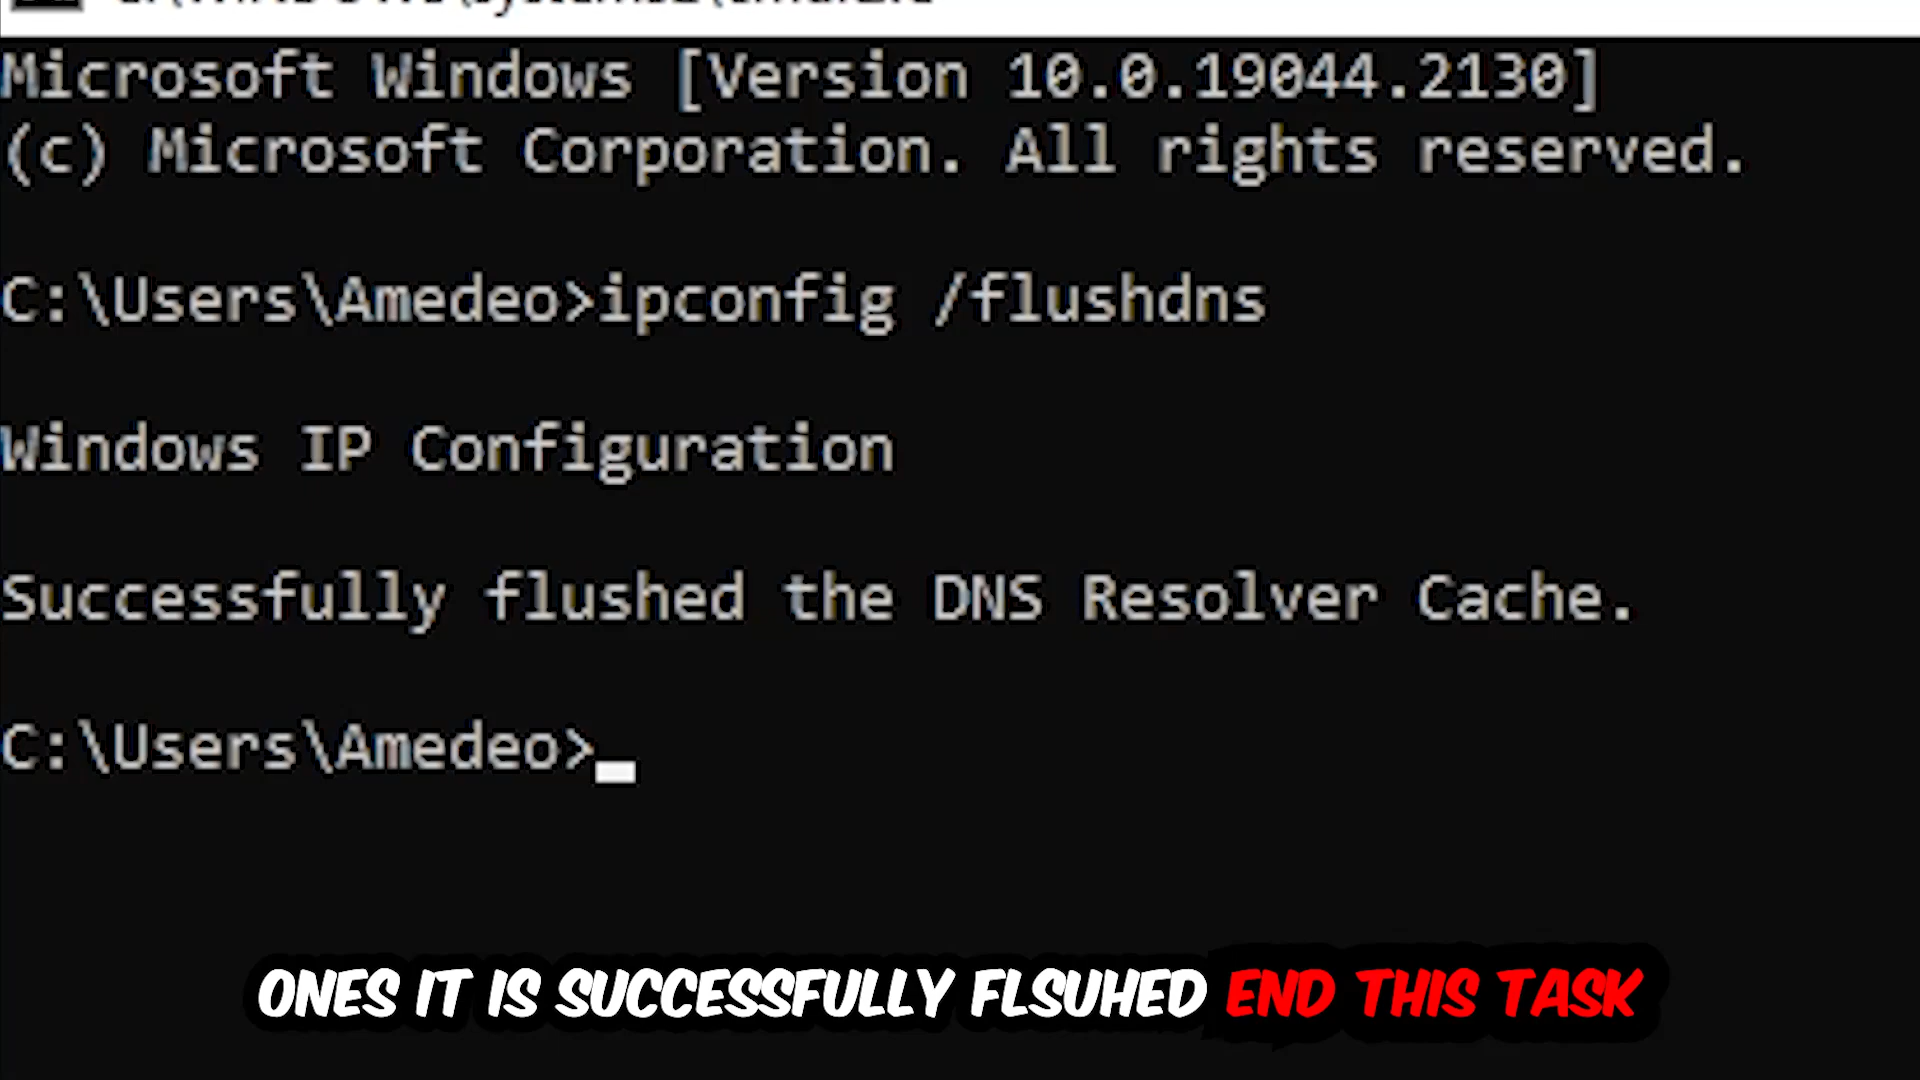 Microsoft Windows [Version 10.0.19044.2130]
(c) Microsoft Corporation. All rights reserved.
C:\Users\Amedeo>ipconfig /flushdns
Windows IP Configuration
Successfully flushed the DNS Resolver Cache.
C:\Users\Amedeo>
ONES IT IS SUCCESSFULLY FLSUHED END THIS TASK